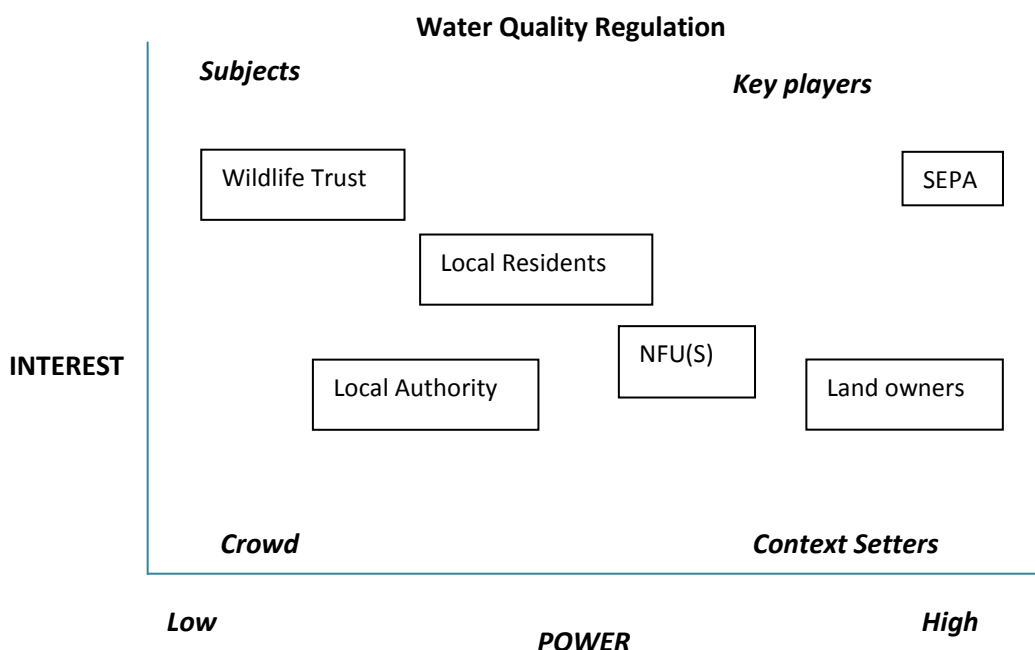 Water Quality Regulation
Subjects
Key players
Wildlife Trust
SEPA
Local Residents
INTEREST
NFU(S)
Local Authority
Land owners
Crowd
Context Setters
Low
POWER
High